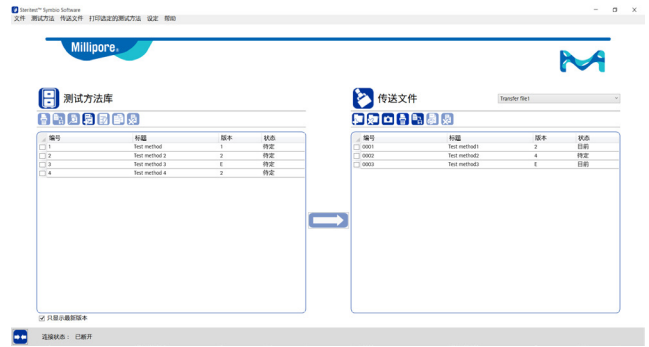 Steritest™ Symbio Software
文件 测试方法 传送文件 打印选定的测试方法 设定 帮助
Millipore®
测试方法库
传送文件
Transfer file1
编号 标题 版本 状态
1 Test method 1 待定
2 Test method 2 2 待定
3 Test method 3 E 待定
4 Test method 4 3 待定
编号 标题 版本 状态
0001 Test method1 2 目前
0002 Test method2 4 待定
0003 Test method3 E 目前
只显示最新版本
连接状态： 已断开